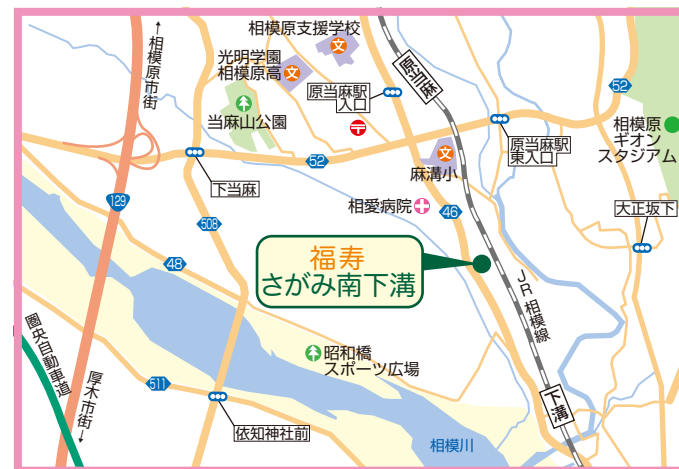 相模原支援学校
光明学園
相模原高
文
文
←相模原市街
原当麻駅
入口
原当麻
52
当麻山公園
原当麻駅
東入口
相模原
ギオン
スタジアム
52
文
麻溝小
下当麻
129
508
相愛病院
46
大正坂下
48
福寿
さがみ南下溝
JR相模線
圏央自動車道
厚木市街→
昭和橋
スポーツ広場
511
依知神社前
下溝
相模川